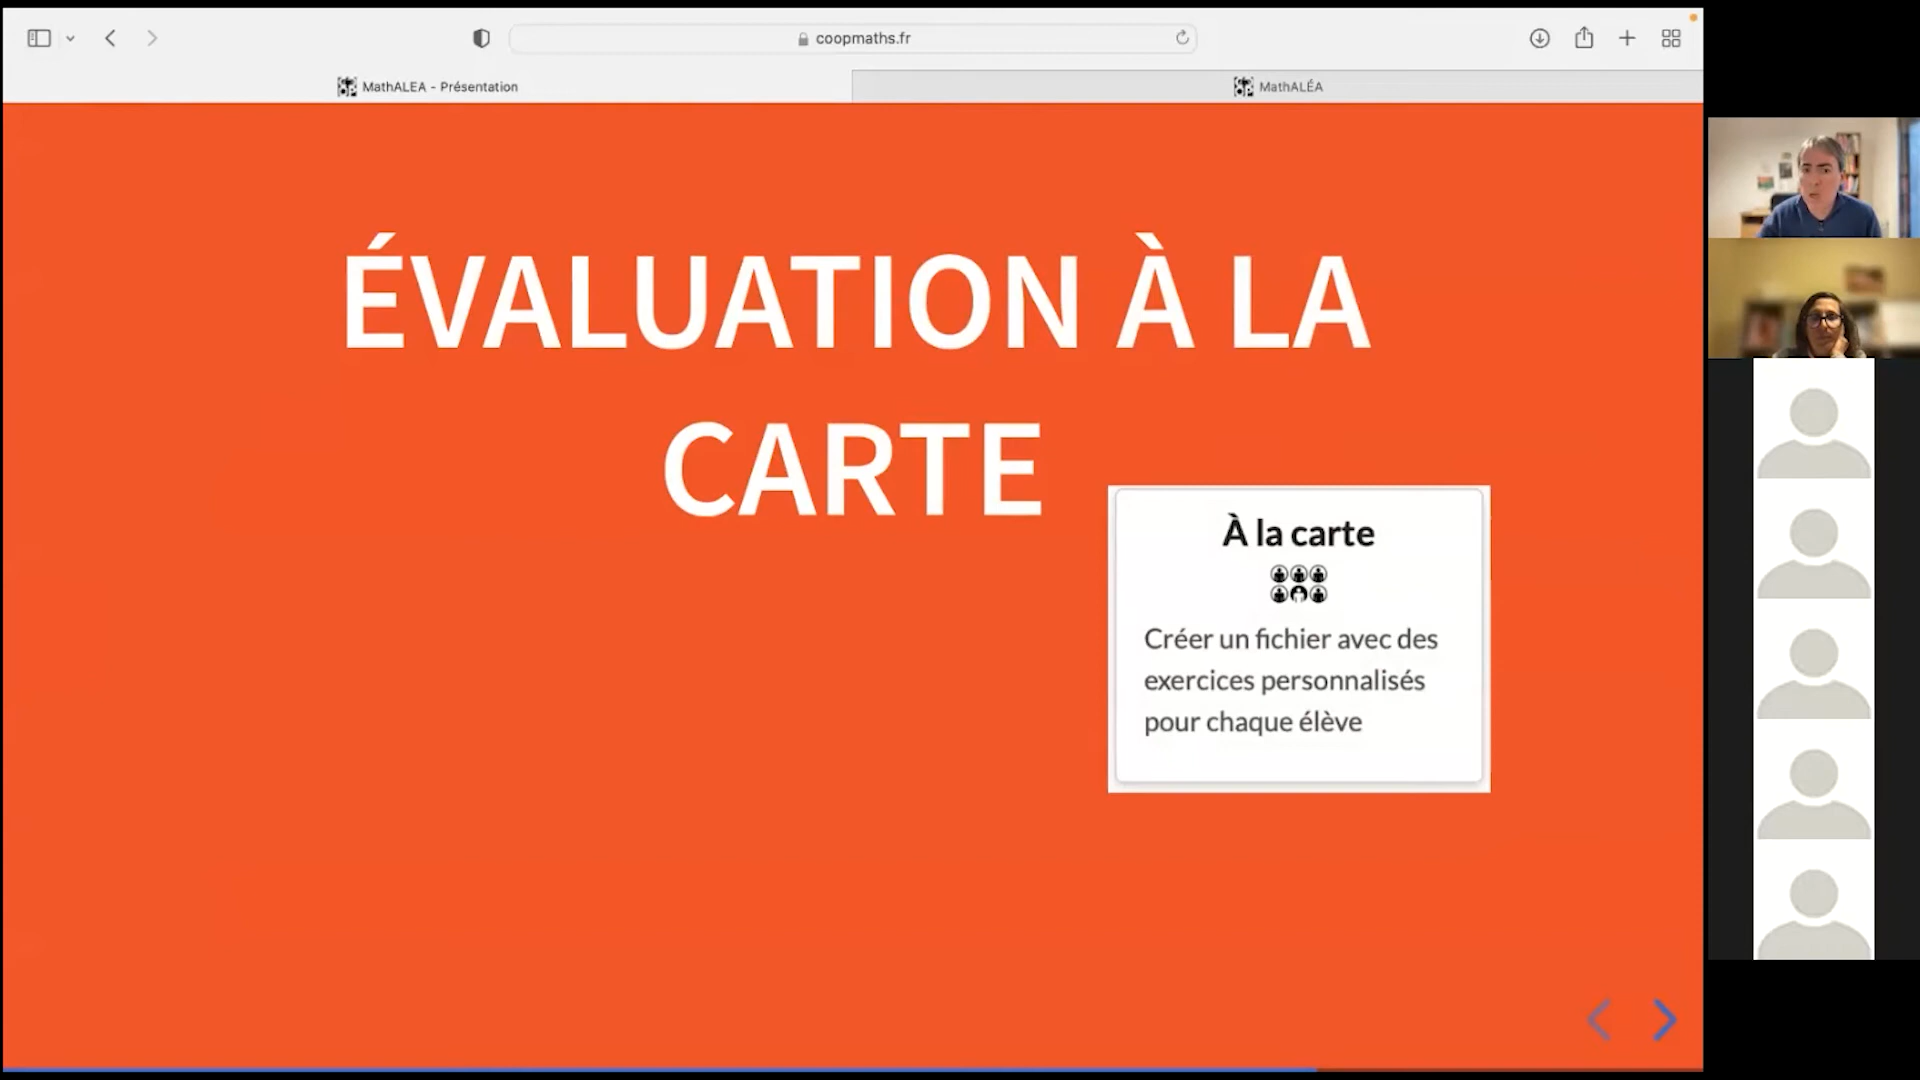 coopmaths.fr
MathALEA - Présentation
MathALÉA
ÉVALUATION À LA
CARTE
À la carte
Créer un fichier avec des
exercices personnalisés
pour chaque élève